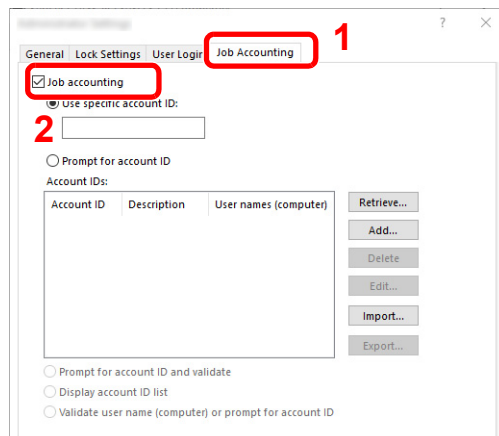 ? ×
1
General Lock Settings User Login Job Accounting
Job accounting
Use specific account ID:
2
Prompt for account ID
Account IDs:
Account ID Description User names (computer)
Retrieve...
Add...
Delete
Edit...
Import...
Export...
Prompt for account ID and validate
Display account ID list
Validate user name (computer) or prompt for account ID